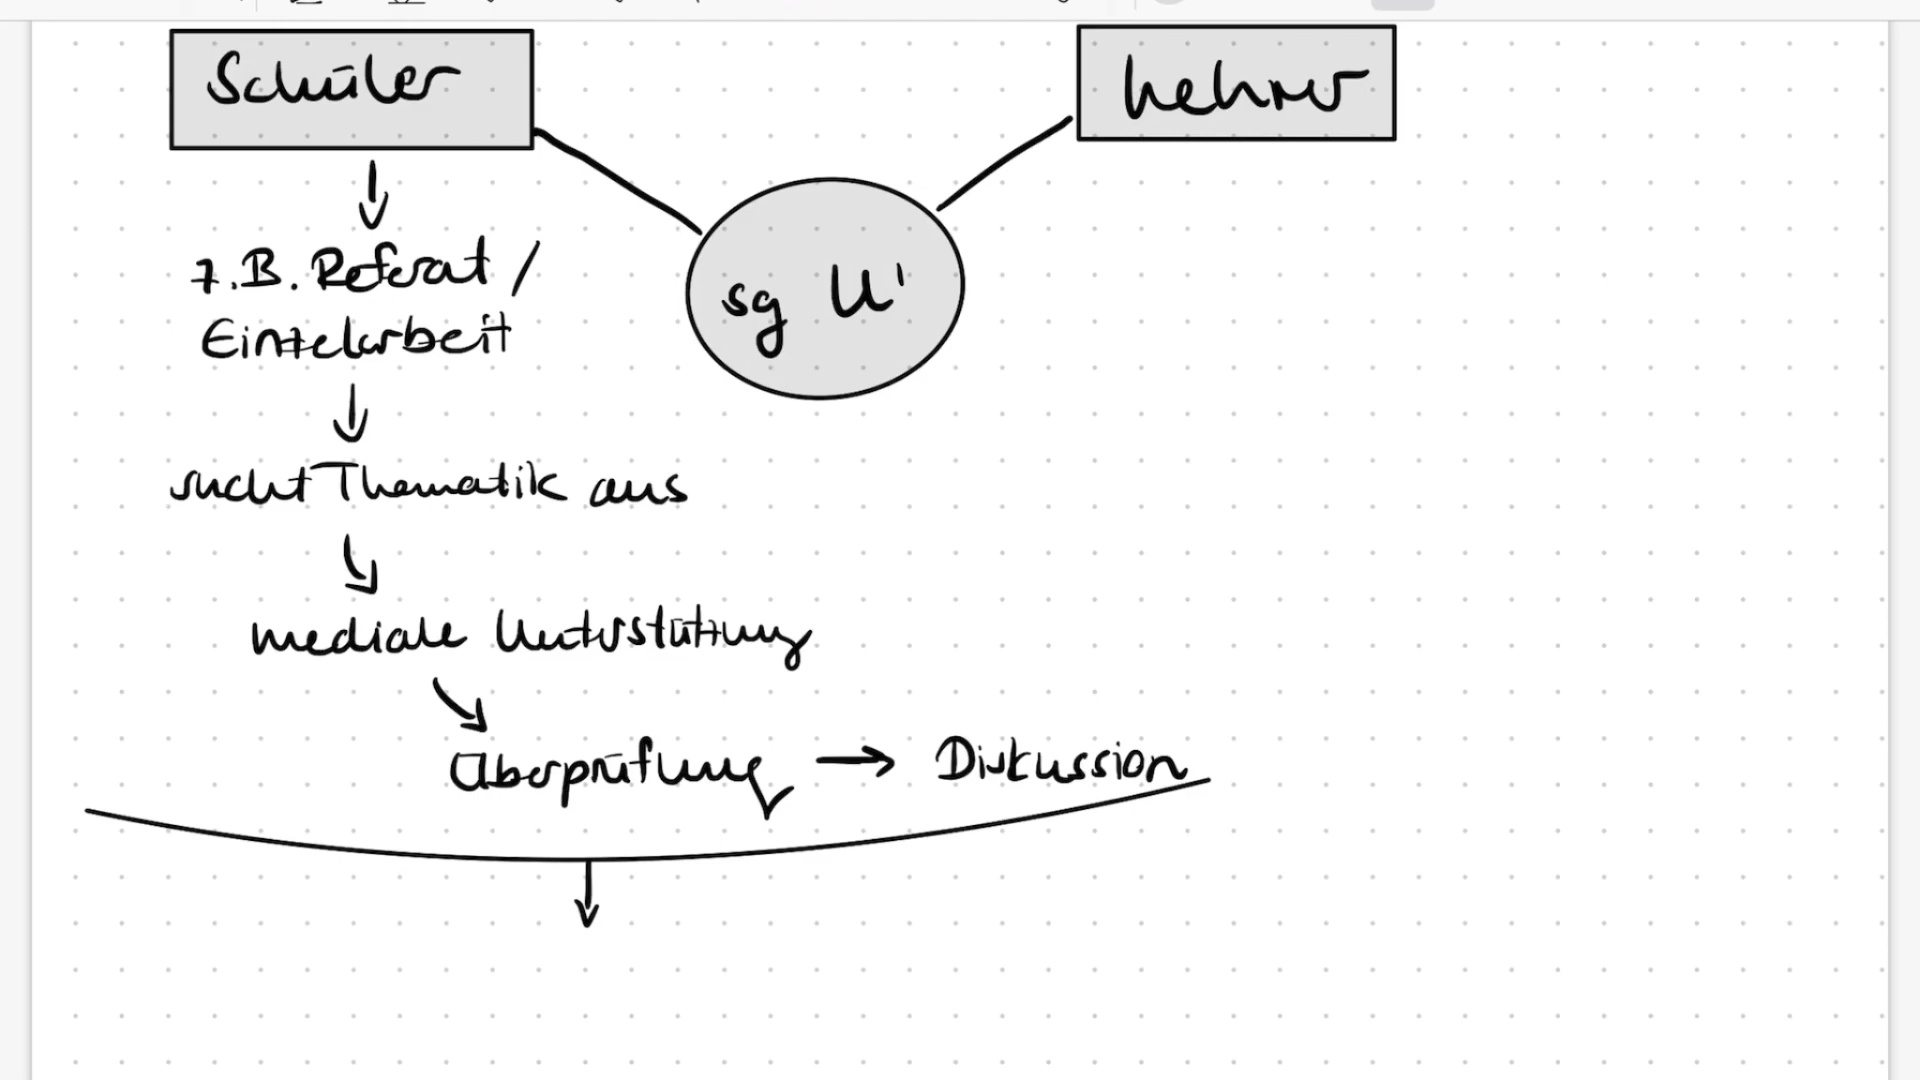 Schüler
Lehrer
sg U'
z.B. Referat /
Einzelarbeit
sucht Thematik aus
mediale Unterstützung
Überprüfung → Diskussion